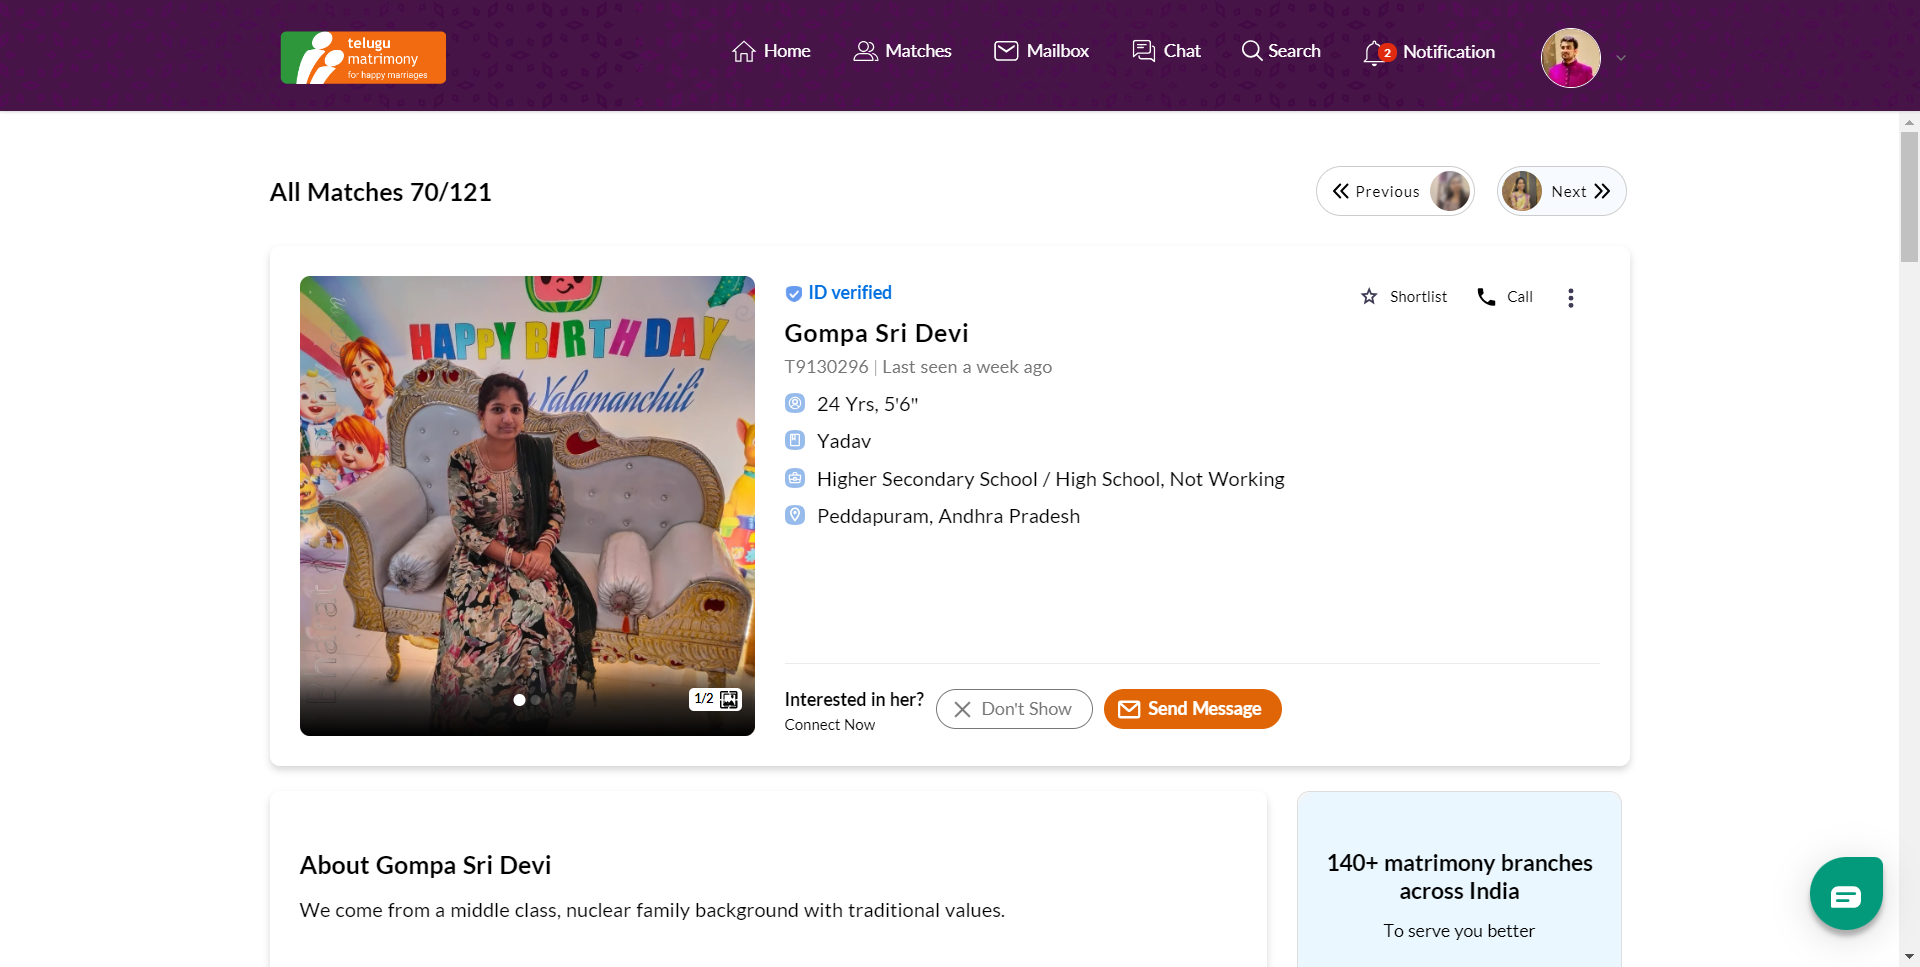 telugu
matrimony
for happy marriages
Home
Matches
Mailbox
Chat
Search
2
Notification
All Matches 70/121
Previous
Next
HAPPY BIRTHDAY
Yalamanchili
1/2
ID verified
Shortlist
Call
Gompa Sri Devi
T9130296 | Last seen a week ago
24 Yrs, 5'6"
Yadav
Higher Secondary School / High School, Not Working
Peddapuram, Andhra Pradesh
Interested in her?
Connect Now
Don't Show
Send Message
About Gompa Sri Devi
We come from a middle class, nuclear family background with traditional values.
140+ matrimony branches
across India
To serve you better